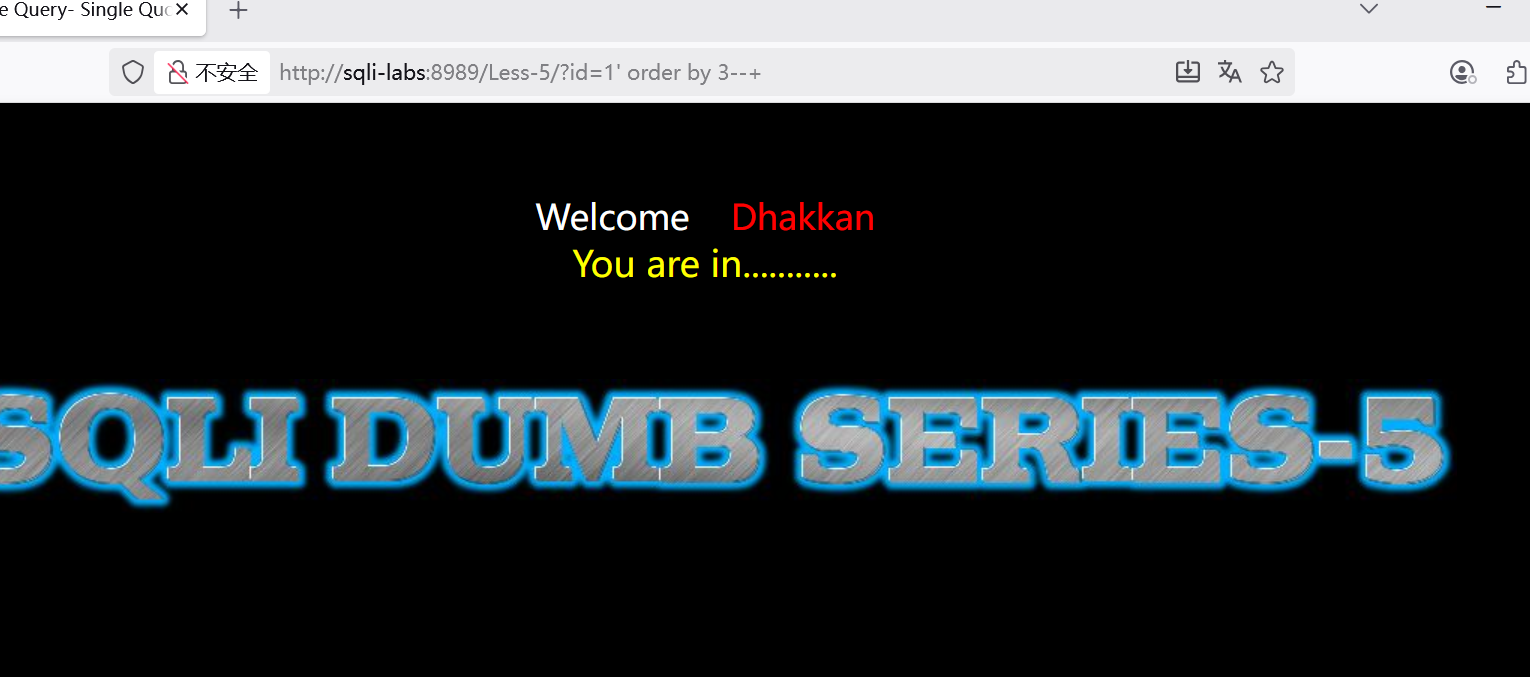 e Query- Single Quo
不安全 http://sqli-labs:8989/Less-5/?id=1' order by 3--+
Welcome Dhakkan
You are in...........
SQLI DUMB SERIES-5